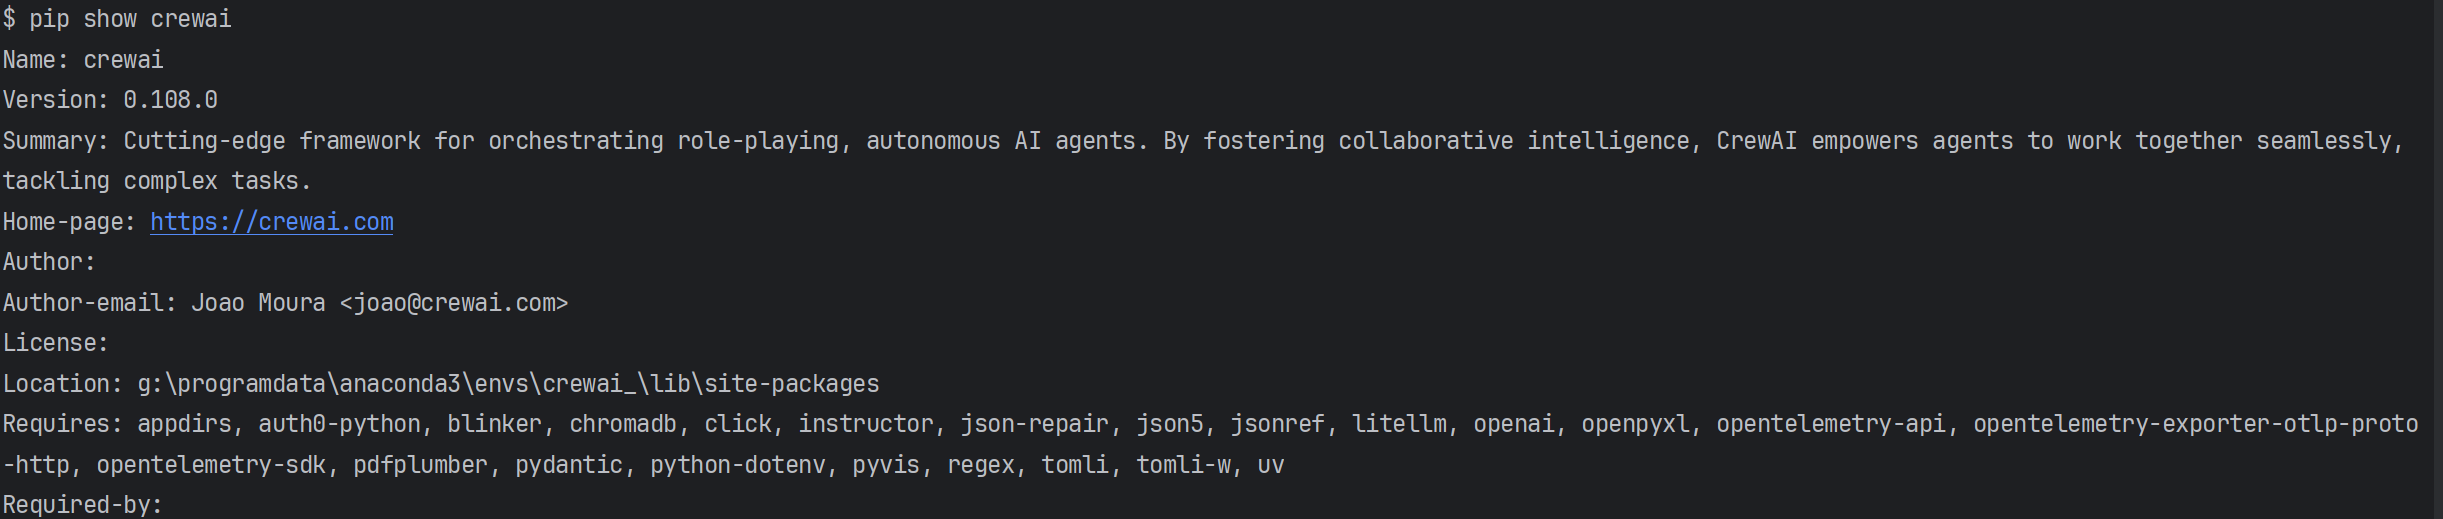 $ pip show crewai
Name: crewai
Version: 0.108.0
Summary: Cutting-edge framework for orchestrating role-playing, autonomous AI agents. By fostering collaborative intelligence, CrewAI empowers agents to work together seamlessly,
tackling complex tasks.
Home-page: https://crewai.com
Author:
Author-email: Joao Moura <joao@crewai.com>
License:
Location: g:\programdata\anaconda3\envs\crewai_\lib\site-packages
Requires: appdirs, auth0-python, blinker, chromadb, click, instructor, json-repair, json5, jsonref, litellm, openai, openpyxl, opentelemetry-api, opentelemetry-exporter-otlp-proto
-http, opentelemetry-sdk, pdfplumber, pydantic, python-dotenv, pyvis, regex, tomli, tomli-w, uv
Required-by: